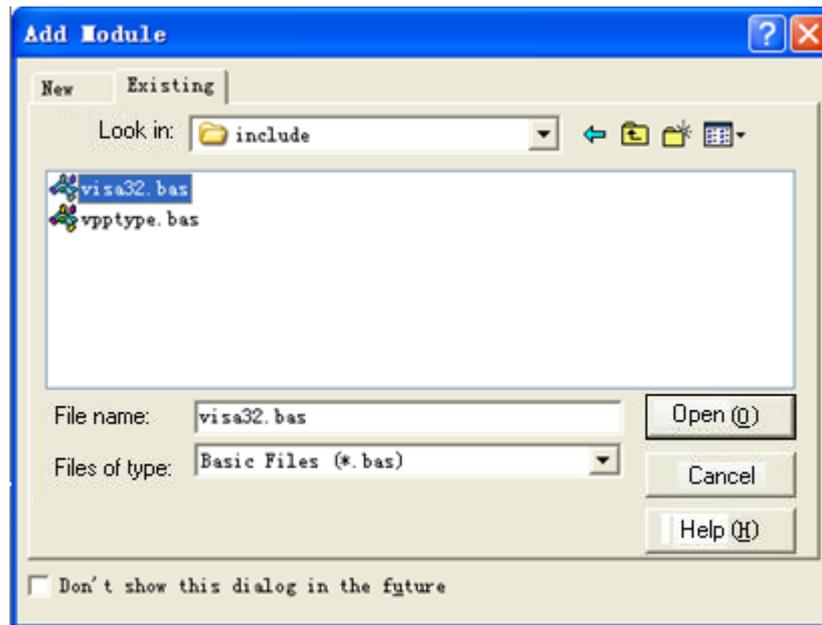 Add Module
New Existing
Look in: include
visa32.bas
vpptype.bas
File name: visa32.bas
Open (O)
Files of type: Basic Files (*.bas)
Cancel
Help (H)
Don't show this dialog in the future